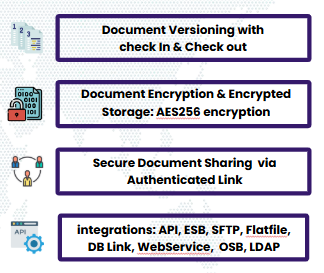 1 2 3
Document Versioning with
check In & Check out
Document Encryption & Encrypted
Storage: AES256 encryption
Secure Document Sharing via
Authenticated Link
API
integrations: API, ESB, SFTP, Flatfile,
DB Link, WebService, OSB, LDAP